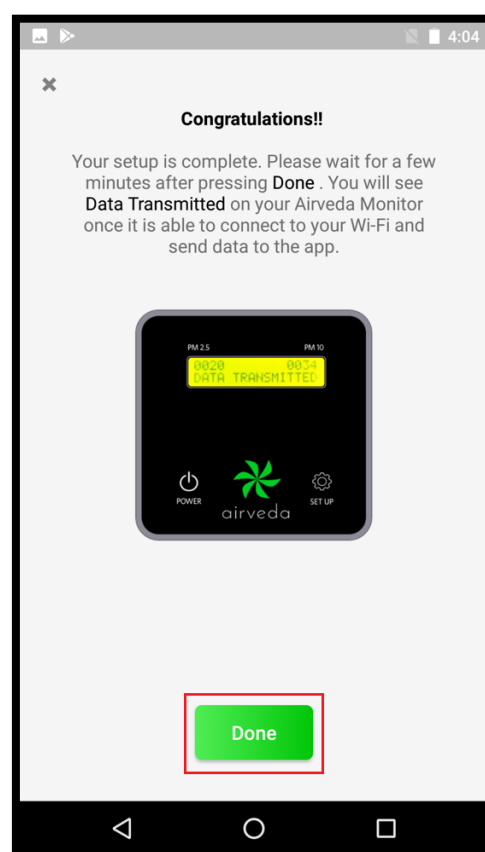 4:04
Congratulations!!
Your setup is complete. Please wait for a few
minutes after pressing Done . You will see
Data Transmitted on your Airveda Monitor
once it is able to connect to your Wi-Fi and
send data to the app.
PM 2.5 PM 10
0020 0034
DATA TRANSMITTED
POWER SET UP
airveda
Done